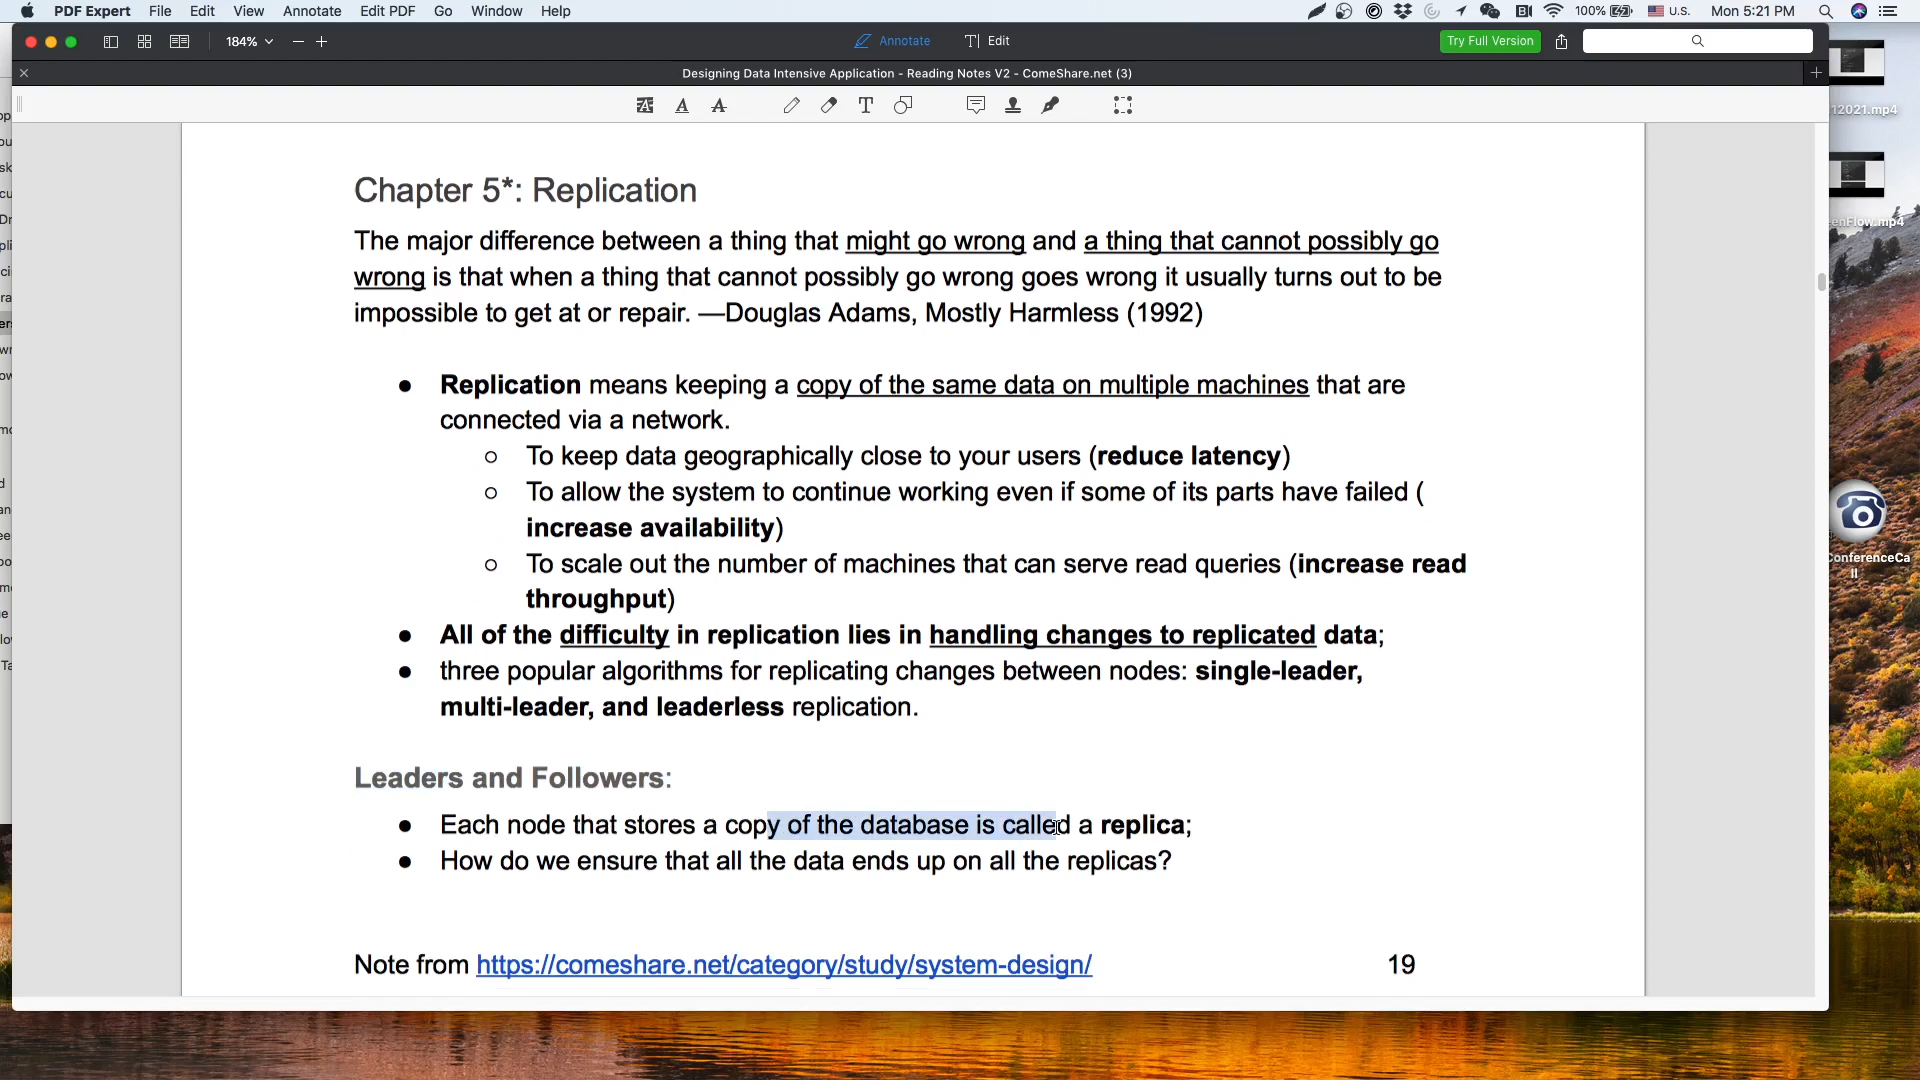 PDF Expert File Edit View Annotate Edit PDF Go Window Help 100% U.S. Mon 5:21 PM
184% Annotate Edit Try Full Version
Designing Data Intensive Application - Reading Notes V2 - ComeShare.net (3)
12021.mp4
Chapter 5*: Replication
enFlow.mp4
The major difference between a thing that might go wrong and a thing that cannot possibly go
wrong is that when a thing that cannot possibly go wrong goes wrong it usually turns out to be
impossible to get at or repair. —Douglas Adams, Mostly Harmless (1992)
● Replication means keeping a copy of the same data on multiple machines that are
connected via a network.
○ To keep data geographically close to your users (reduce latency)
○ To allow the system to continue working even if some of its parts have failed (
increase availability)
○ To scale out the number of machines that can serve read queries (increase read
throughput)
onferenceCa
ll
● All of the difficulty in replication lies in handling changes to replicated data;
● three popular algorithms for replicating changes between nodes: single-leader,
multi-leader, and leaderless replication.
Leaders and Followers:
● Each node that stores a copy of the database is called a replica;
● How do we ensure that all the data ends up on all the replicas?
Note from https://comeshare.net/category/study/system-design/ 19